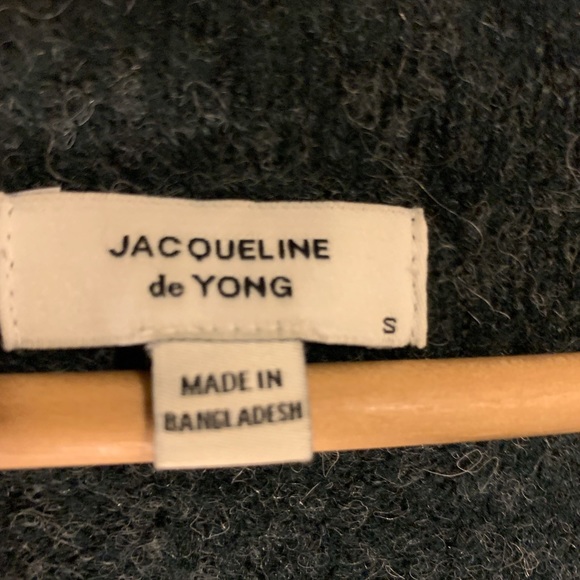 JACQUELINE
de YONG
S
MADE IN
BANGLADESH